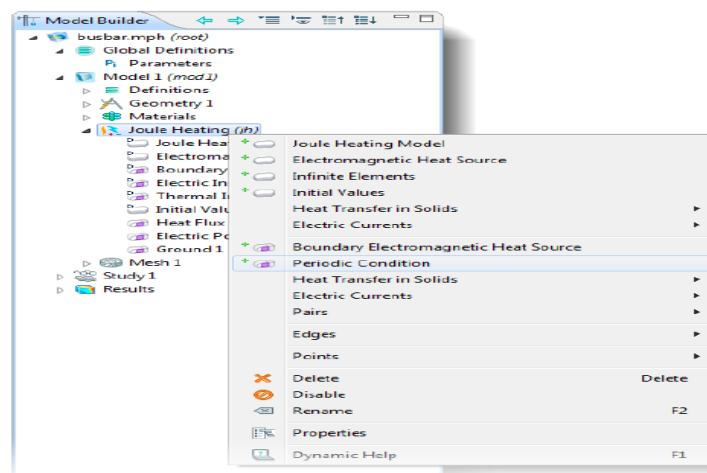 Model Builder
busbar.mph (root)
Global Definitions
Parameters
Model 1 (mod1)
Definitions
Geometry 1
Materials
Joule Heating (jh)
Joule Hea
Electroma
Boundary
Electric In
Thermal I
Initial Valu
Heat Flux
Electric Po
Ground 1
Mesh 1
Study 1
Results
Joule Heating Model
Electromagnetic Heat Source
Infinite Elements
Initial Values
Heat Transfer in Solids
Electric Currents
Boundary Electromagnetic Heat Source
Periodic Condition
Heat Transfer in Solids
Electric Currents
Pairs
Edges
Points
Delete Delete
Disable
Rename F2
Properties
Dynamic Help F1